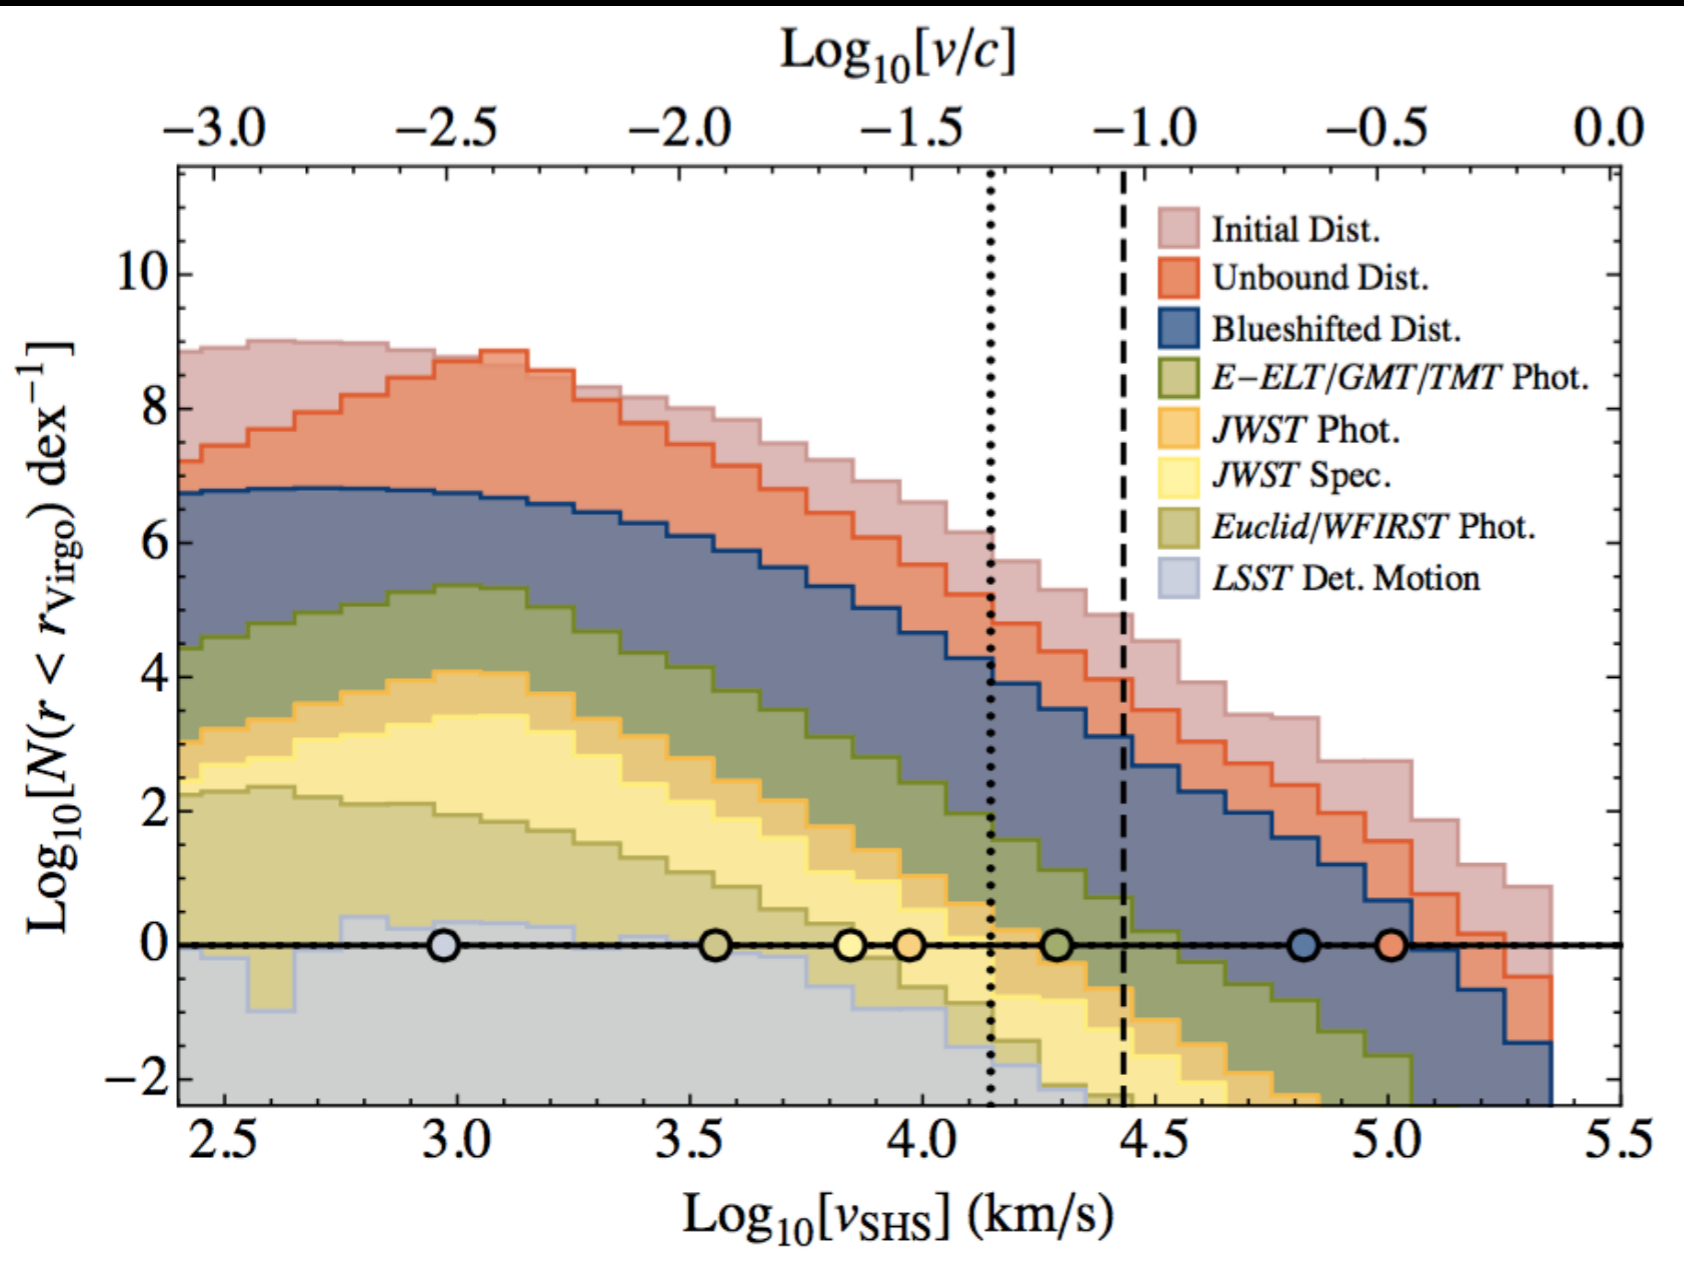 Log₁₀[v/c]
−3.0 −2.5 −2.0 −1.5 −1.0 −0.5 0.0
Log₁₀[N(r < r_Virgo) dex⁻¹]
10
8
6
4
2
0
−2
Initial Dist.
Unbound Dist.
Blueshifted Dist.
E−ELT/GMT/TMT Phot.
JWST Phot.
JWST Spec.
Euclid/WFIRST Phot.
LSST Det. Motion
2.5 3.0 3.5 4.0 4.5 5.0 5.5
Log₁₀[v_SHS] (km/s)